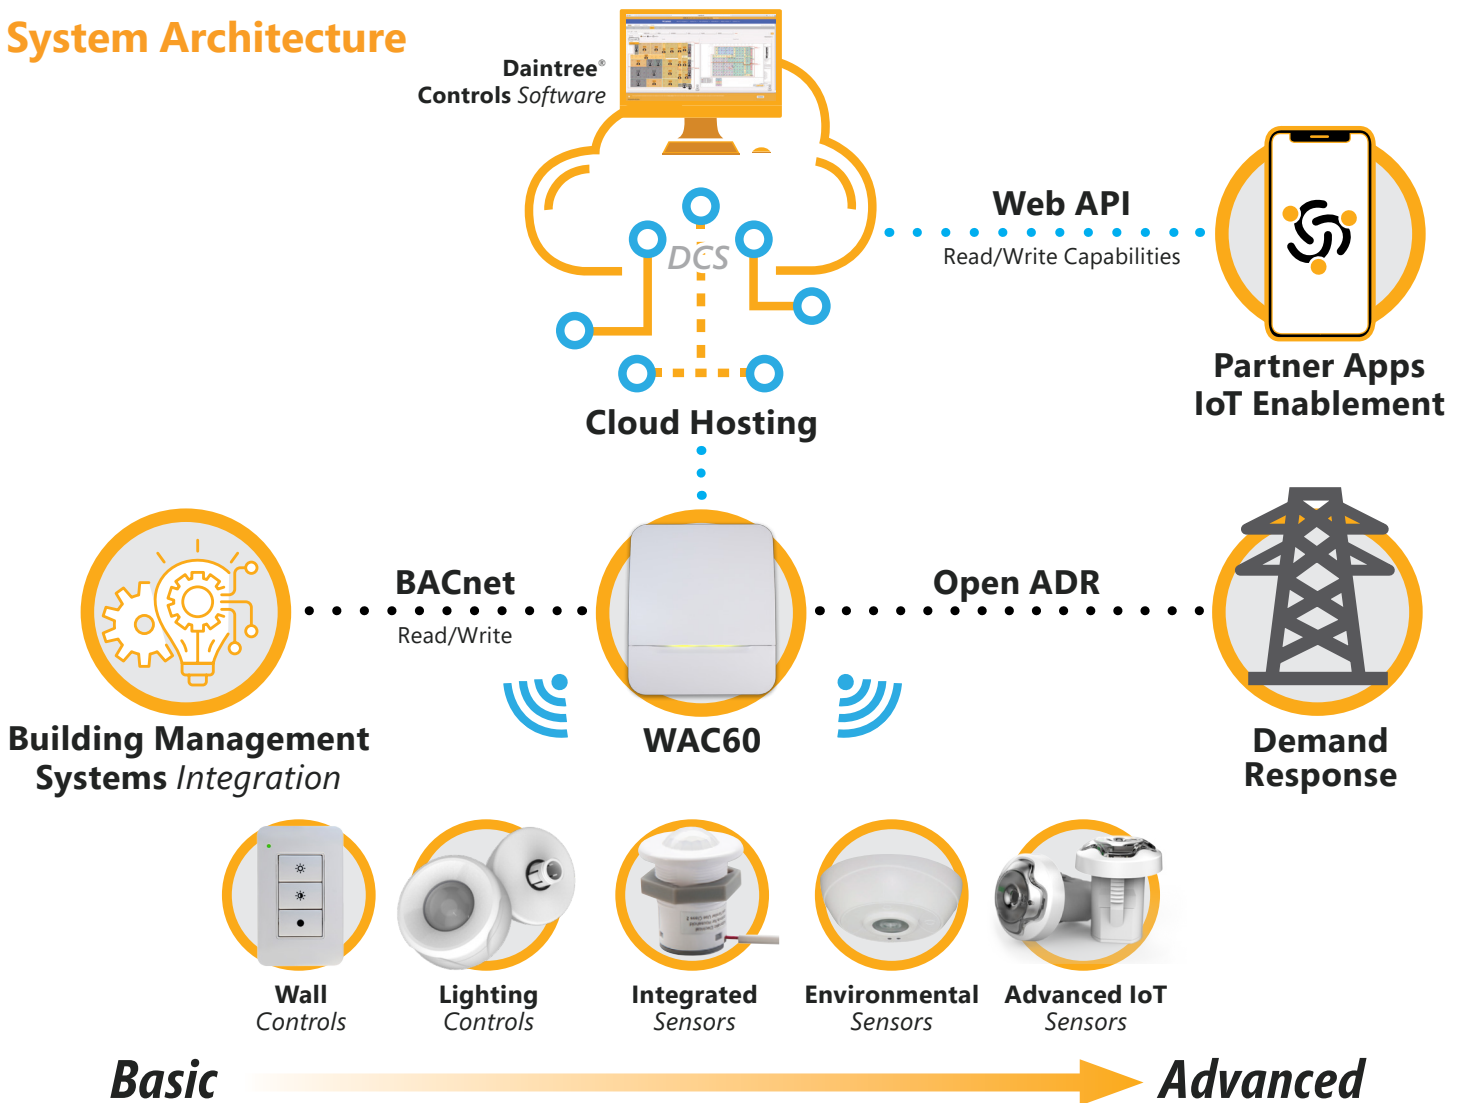 System Architecture
Daintree®
Controls Software
DCS
Web API
Read/Write Capabilities
Partner Apps
IoT Enablement
Cloud Hosting
BACnet
Read/Write
Open ADR
Building Management
Systems Integration
WAC60
Demand
Response
Wall
Controls
Lighting
Controls
Integrated
Sensors
Environmental
Sensors
Advanced IoT
Sensors
Basic
Advanced